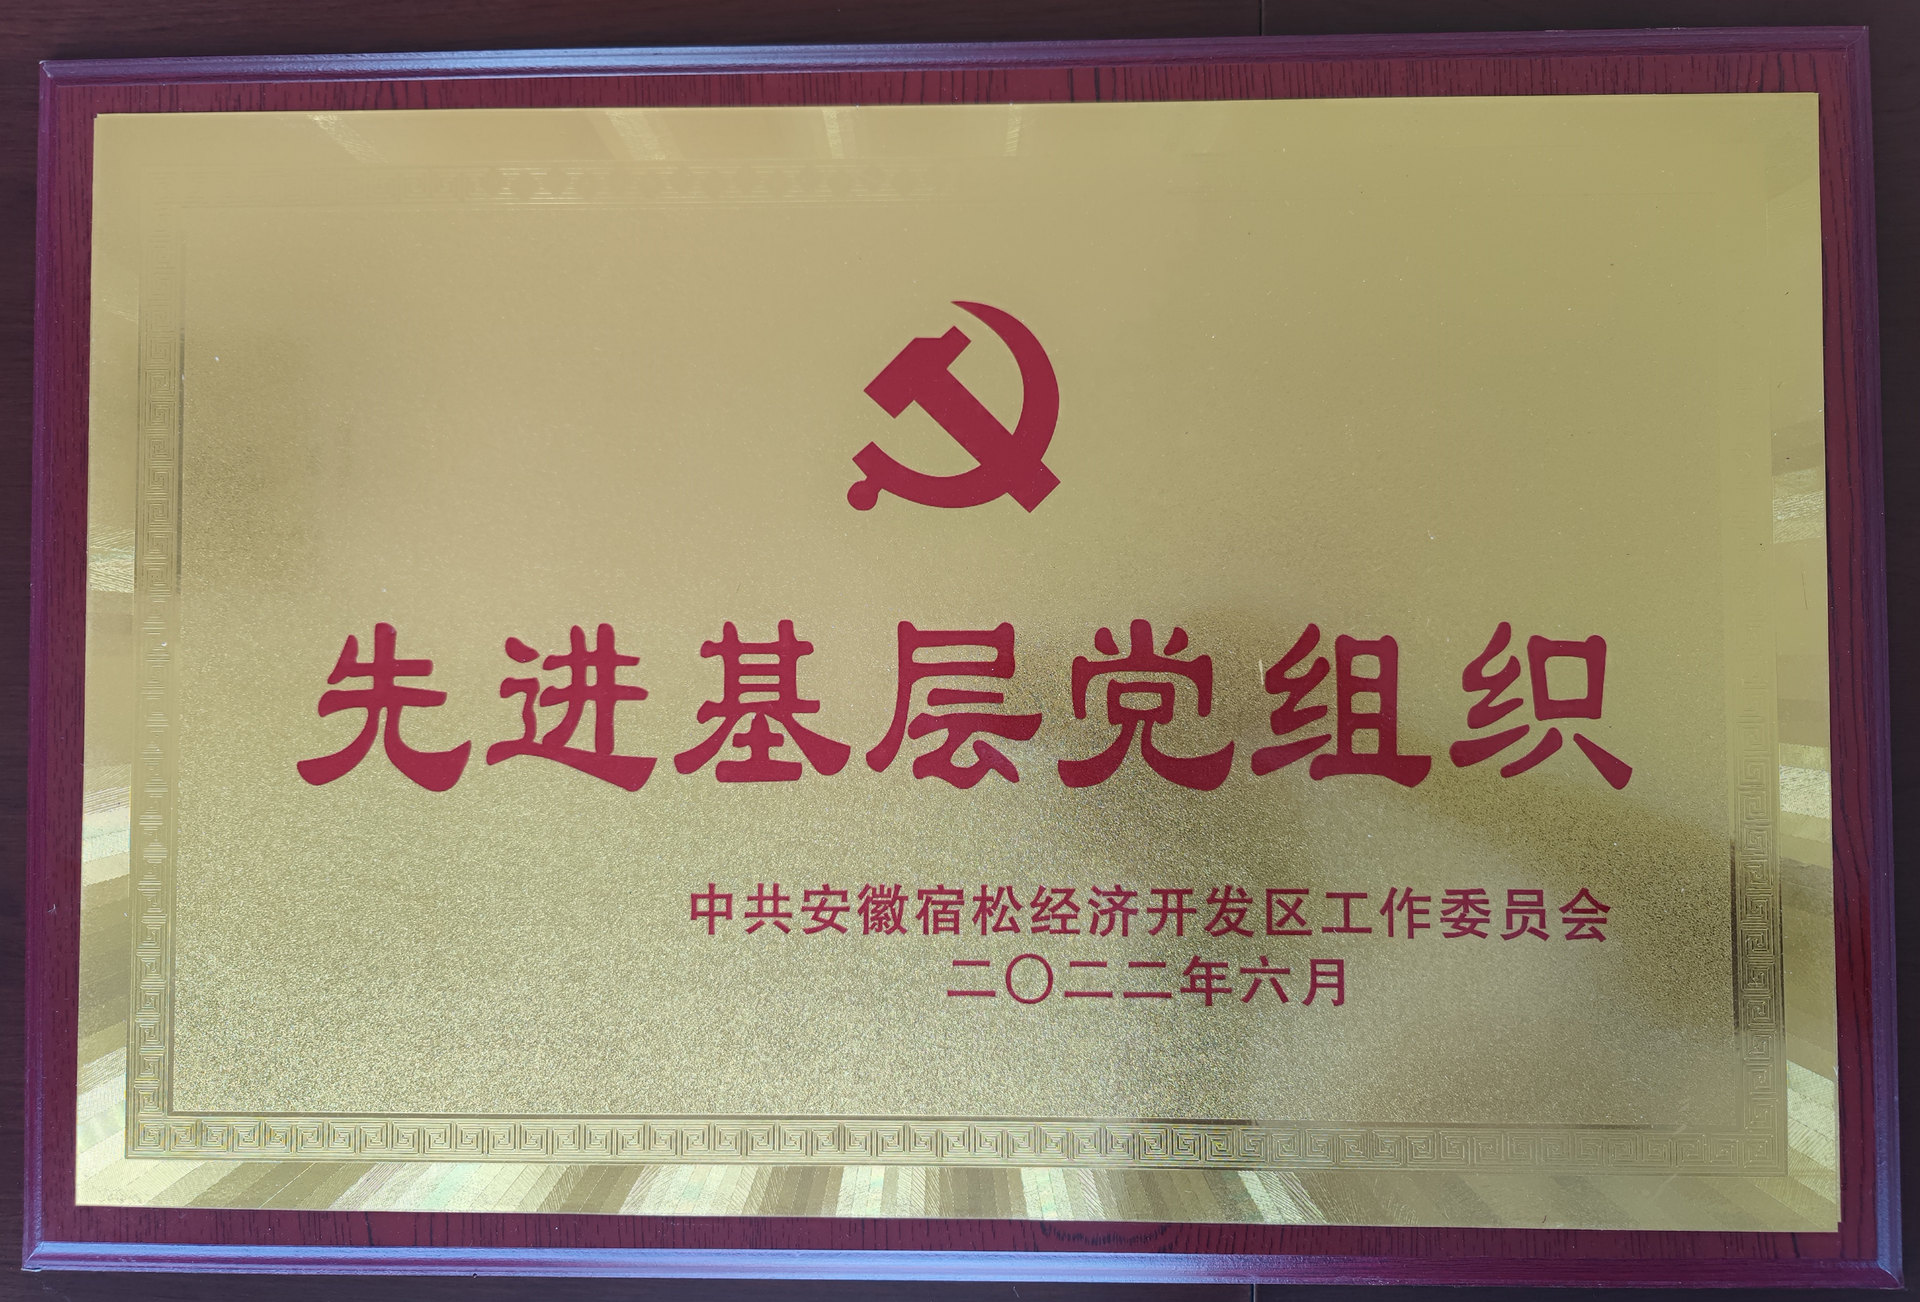 先进基层党组织
中共安徽宿松经济开发区工作委员会
二〇二二年六月